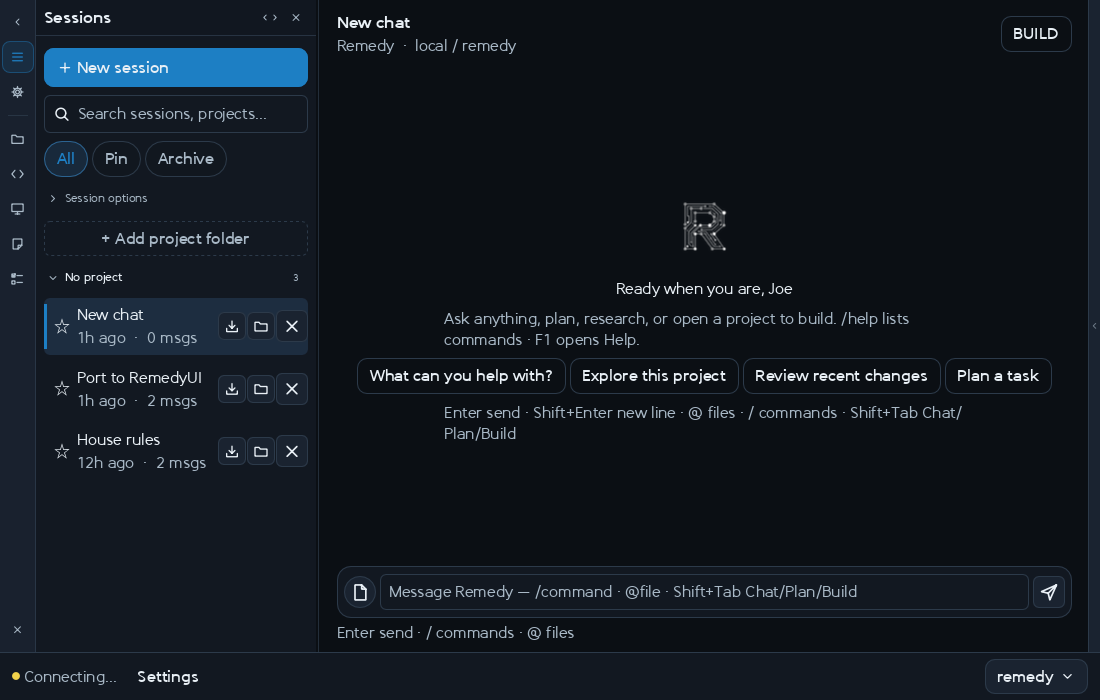 Sessions
+ New session
Search sessions, projects...
All
Pin
Archive
Session options
+ Add project folder
No project
3
New chat
1h ago · 0 msgs
Port to RemedyUI
1h ago · 2 msgs
House rules
12h ago · 2 msgs
New chat
Remedy · local / remedy
BUILD
Ready when you are, Joe
Ask anything, plan, research, or open a project to build. /help lists
commands · F1 opens Help.
What can you help with?
Explore this project
Review recent changes
Plan a task
Enter send · Shift+Enter new line · @ files · / commands · Shift+Tab Chat/
Plan/Build
Message Remedy — /command · @file · Shift+Tab Chat/Plan/Build
Enter send · / commands · @ files
Connecting...
Settings
remedy